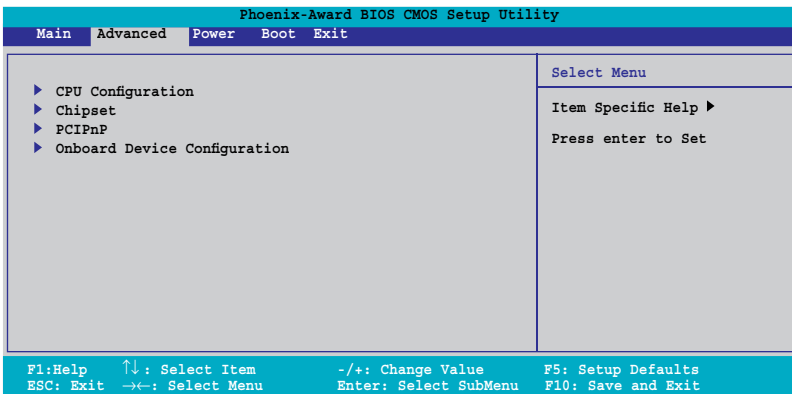 Phoenix-Award BIOS CMOS Setup Utility
Main Advanced Power Boot Exit
CPU Configuration
Chipset
PCIPnP
Onboard Device Configuration
Select Menu
Item Specific Help
Press enter to Set
F1:Help ↑↓: Select Item -/+: Change Value F5: Setup Defaults
ESC: Exit →←: Select Menu Enter: Select SubMenu F10: Save and Exit